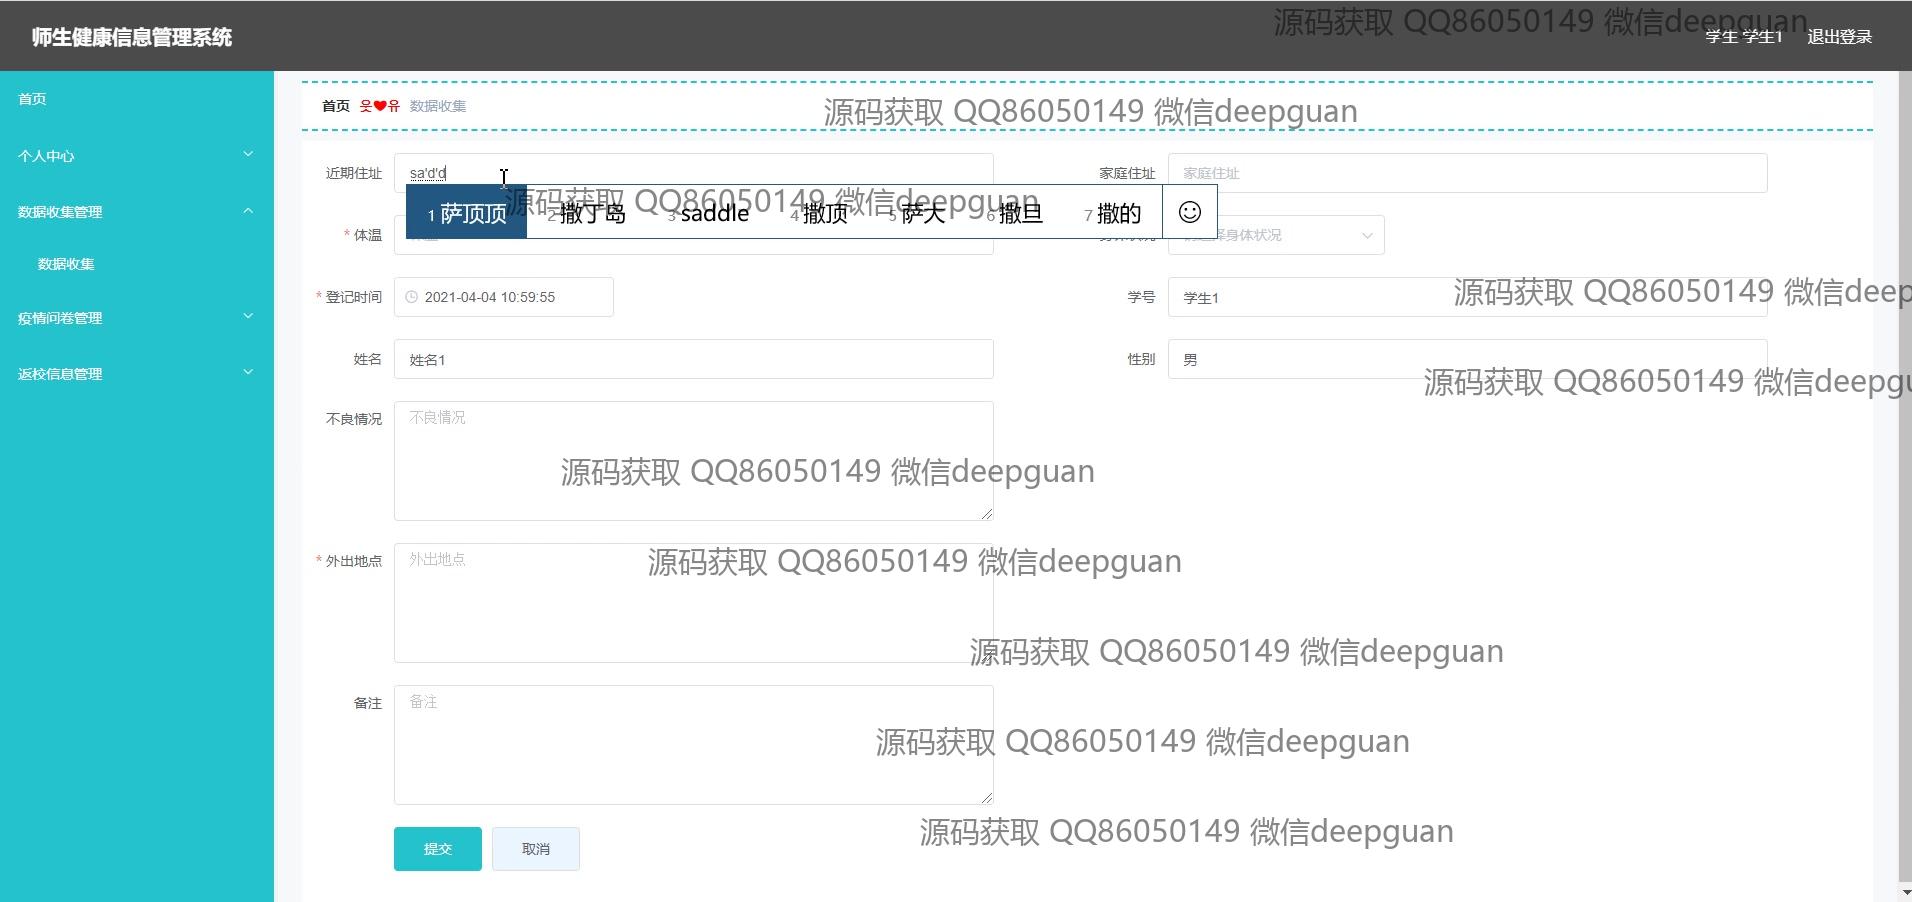 师生健康信息管理系统
学生 学生1
退出登录
源码获取 QQ86050149 微信deepguan
首页
个人中心
数据收集管理
数据收集
疫情问卷管理
返校信息管理
首页 웃❤유 数据收集
源码获取 QQ86050149 微信deepguan
近期住址 sa'd'd
家庭住址 家庭住址
1 萨顶顶 2 撒丁岛 3 saddle 4 撒顶 5 萨大 6 撒旦 7 撒的
源码获取 QQ86050149 微信deepguan
* 体温
择身体状况
* 登记时间 2021-04-04 10:59:55
学号 学生1
源码获取 QQ86050149 微信deep
姓名 姓名1
性别 男
源码获取 QQ86050149 微信deepgu
不良情况 不良情况
源码获取 QQ86050149 微信deepguan
* 外出地点 外出地点
源码获取 QQ86050149 微信deepguan
源码获取 QQ86050149 微信deepguan
备注 备注
源码获取 QQ86050149 微信deepguan
源码获取 QQ86050149 微信deepguan
提交 取消